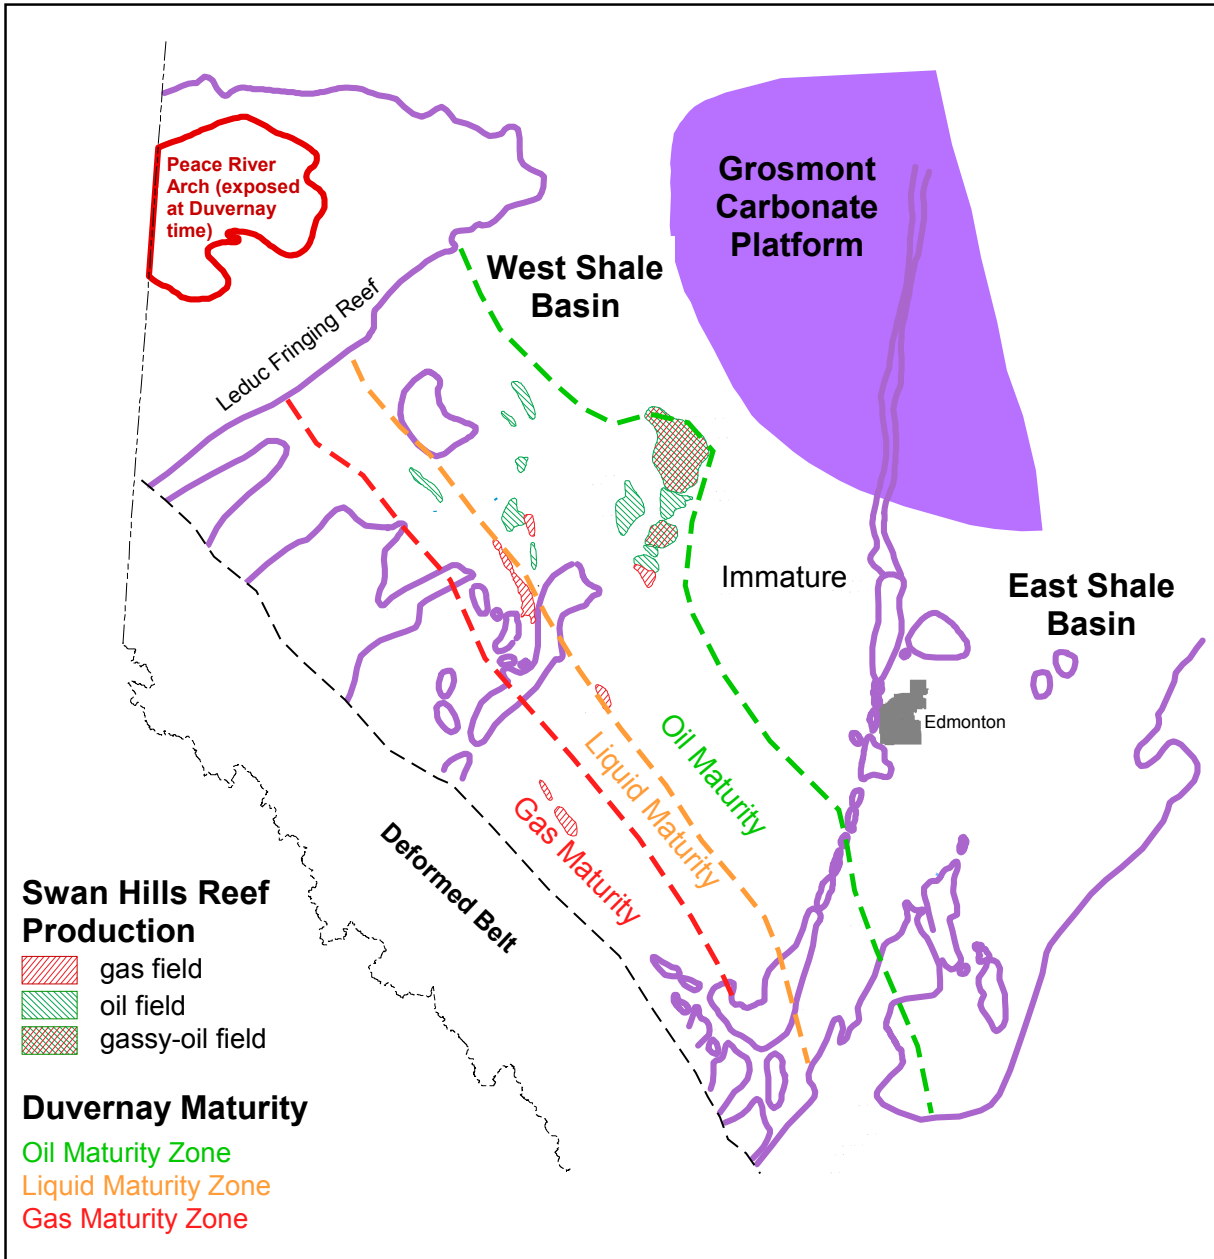 Peace River
Arch (exposed
at Duvernay
time)
Grosmont
Carbonate
Platform
West Shale
Basin
Leduc Fringing Reef
Immature
East Shale
Basin
Edmonton
Oil Maturity
Liquid Maturity
Gas Maturity
Deformed Belt
Swan Hills Reef
Production
gas field
oil field
gassy-oil field
Duvernay Maturity
Oil Maturity Zone
Liquid Maturity Zone
Gas Maturity Zone